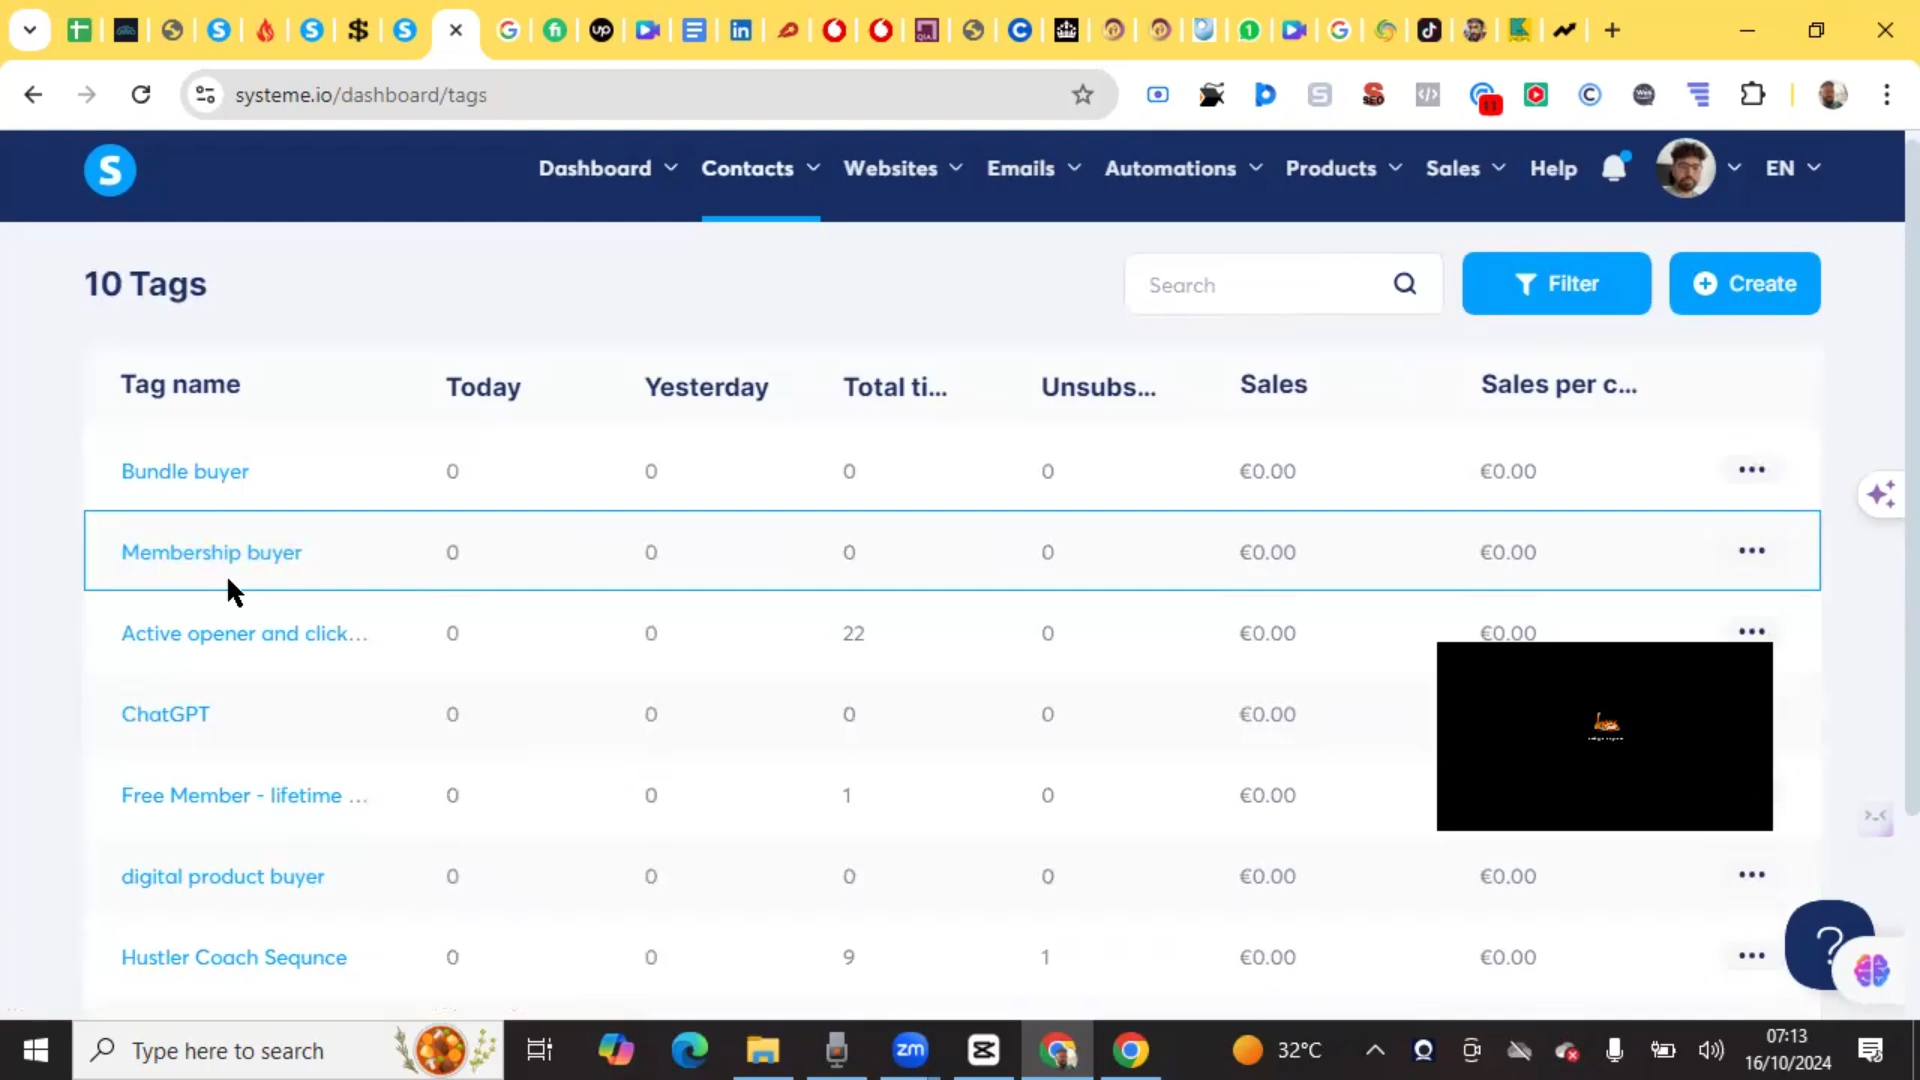 systeme.io/dashboard/tags
11
S
Dashboard
Contacts
Websites
Emails
Automations
Products
Sales
Help
EN
10 Tags
Search
Filter
Create
Tag name
Today
Yesterday
Total ti...
Unsubs...
Sales
Sales per c...
Bundle buyer 0 0 0 0 €0.00 €0.00
Membership buyer 0 0 0 0 €0.00 €0.00
Active opener and click... 0 0 22 0 €0.00 €0.00
ChatGPT 0 0 0 0 €0.00
Free Member - lifetime ... 0 0 1 0 €0.00
digital product buyer 0 0 0 0 €0.00 €0.00
Hustler Coach Sequnce 0 0 9 1 €0.00 €0.00
?
Type here to search
zm
32°C
07:13
16/10/2024